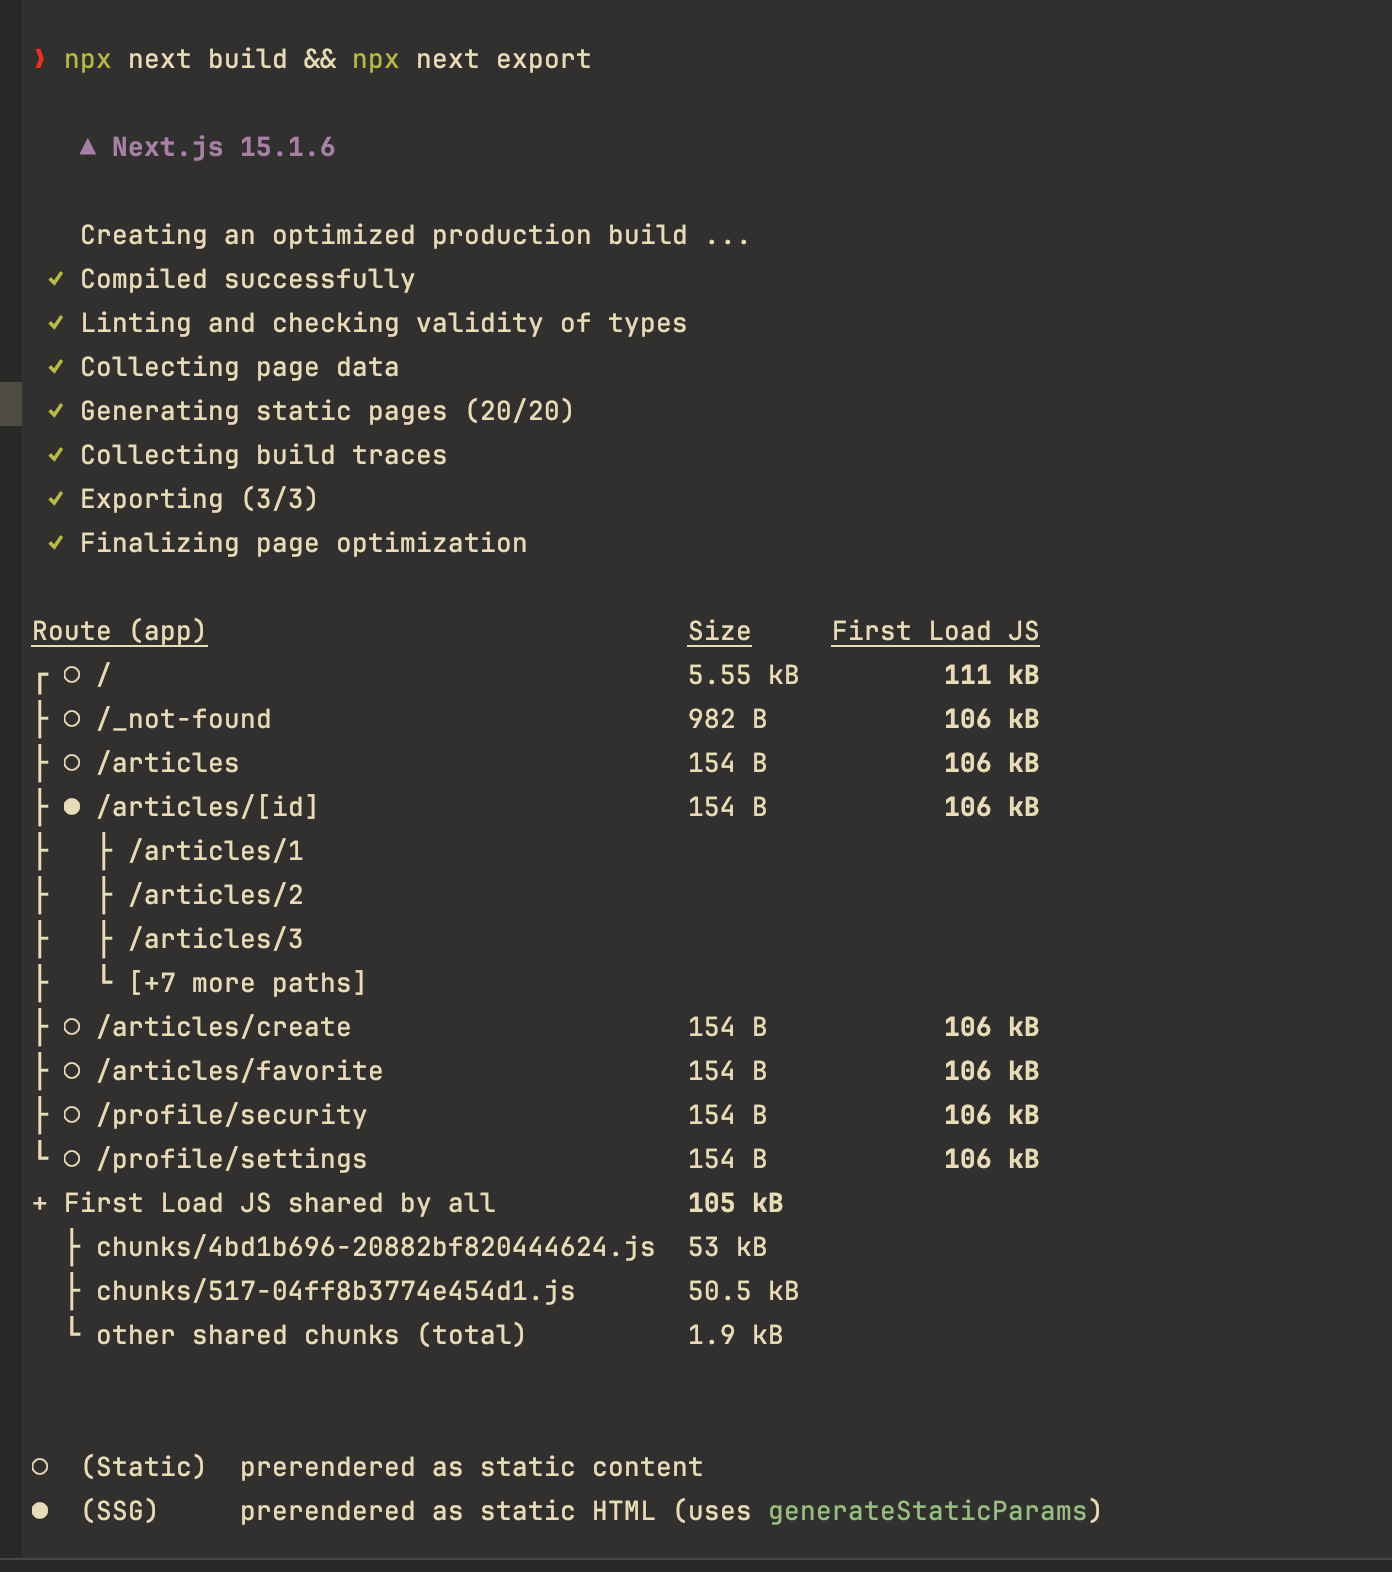 ❯ npx next build && npx next export
▲ Next.js 15.1.6
Creating an optimized production build ...
✓ Compiled successfully
✓ Linting and checking validity of types
✓ Collecting page data
✓ Generating static pages (20/20)
✓ Collecting build traces
✓ Exporting (3/3)
✓ Finalizing page optimization
Route (app) Size First Load JS
┌ ○ / 5.55 kB 111 kB
├ ○ /_not-found 982 B 106 kB
├ ○ /articles 154 B 106 kB
├ ● /articles/[id] 154 B 106 kB
├ ├ /articles/1
├ ├ /articles/2
├ ├ /articles/3
├ └ [+7 more paths]
├ ○ /articles/create 154 B 106 kB
├ ○ /articles/favorite 154 B 106 kB
├ ○ /profile/security 154 B 106 kB
└ ○ /profile/settings 154 B 106 kB
+ First Load JS shared by all 105 kB
├ chunks/4bd1b696-20882bf820444624.js 53 kB
├ chunks/517-04ff8b3774e454d1.js 50.5 kB
└ other shared chunks (total) 1.9 kB
○ (Static) prerendered as static content
● (SSG) prerendered as static HTML (uses generateStaticParams)